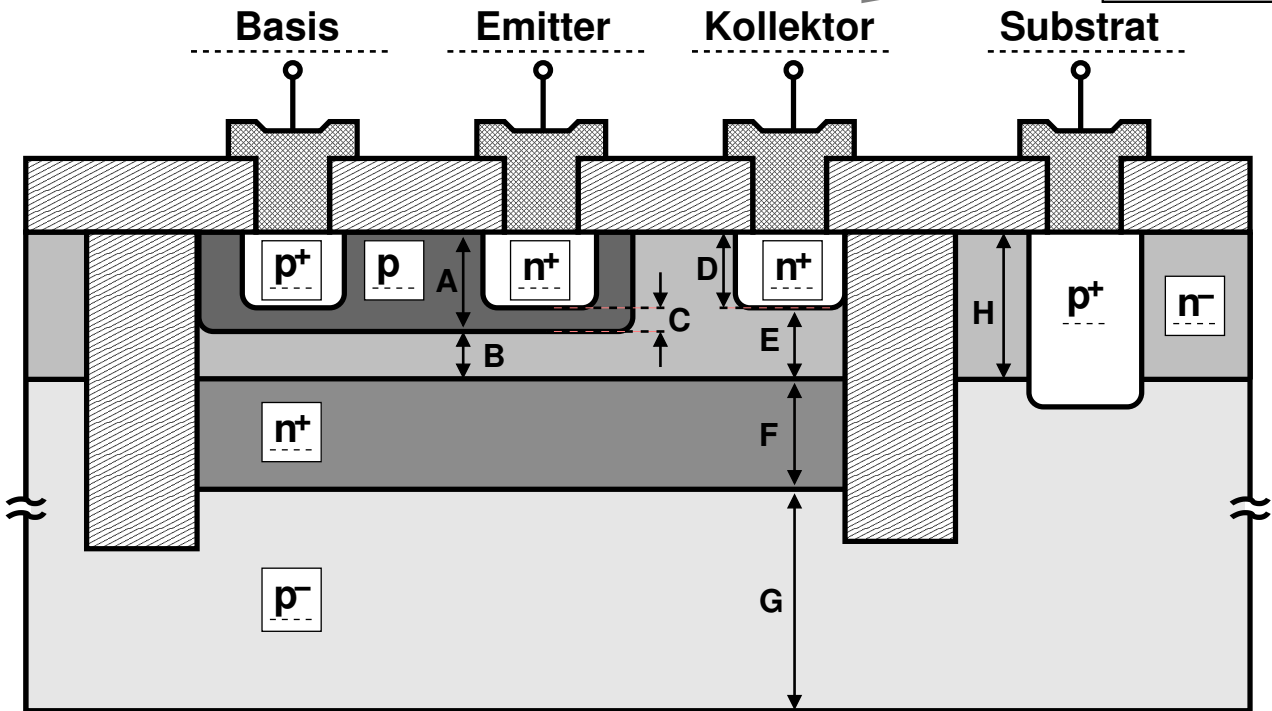 Basis Emitter Kollektor Substrat
p+ p A n+ D n+ H p+ n–
C
B E
n+ F
p– G